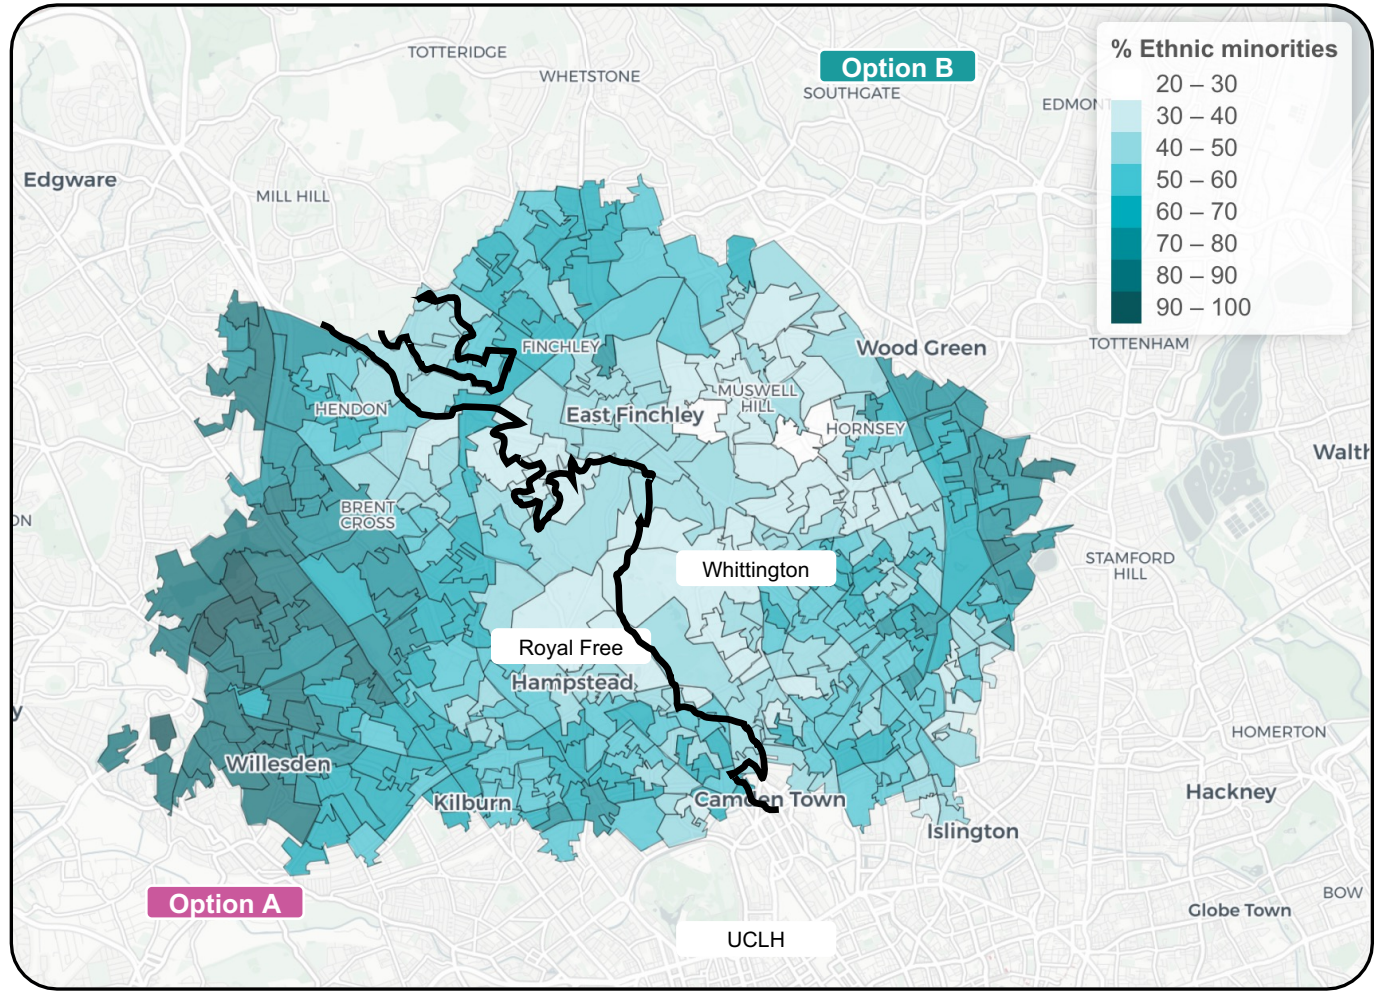 TOTTERIDGE
WHETSTONE
Option B
SOUTHGATE
EDMONT
% Ethnic minorities
20 – 30
30 – 40
40 – 50
50 – 60
60 – 70
70 – 80
80 – 90
90 – 100
Edgware
MILL HILL
FINCHLEY
Wood Green
TOTTENHAM
HENDON
East Finchley
MUSWELL
HILL
HORNSEY
Walth
BRENT
CROSS
ON
Whittington
STAMFORD
HILL
Royal Free
Hampstead
y
HOMERTON
Willesden
Kilburn
Camden Town
Hackney
Islington
Option A
BOW
Globe Town
UCLH